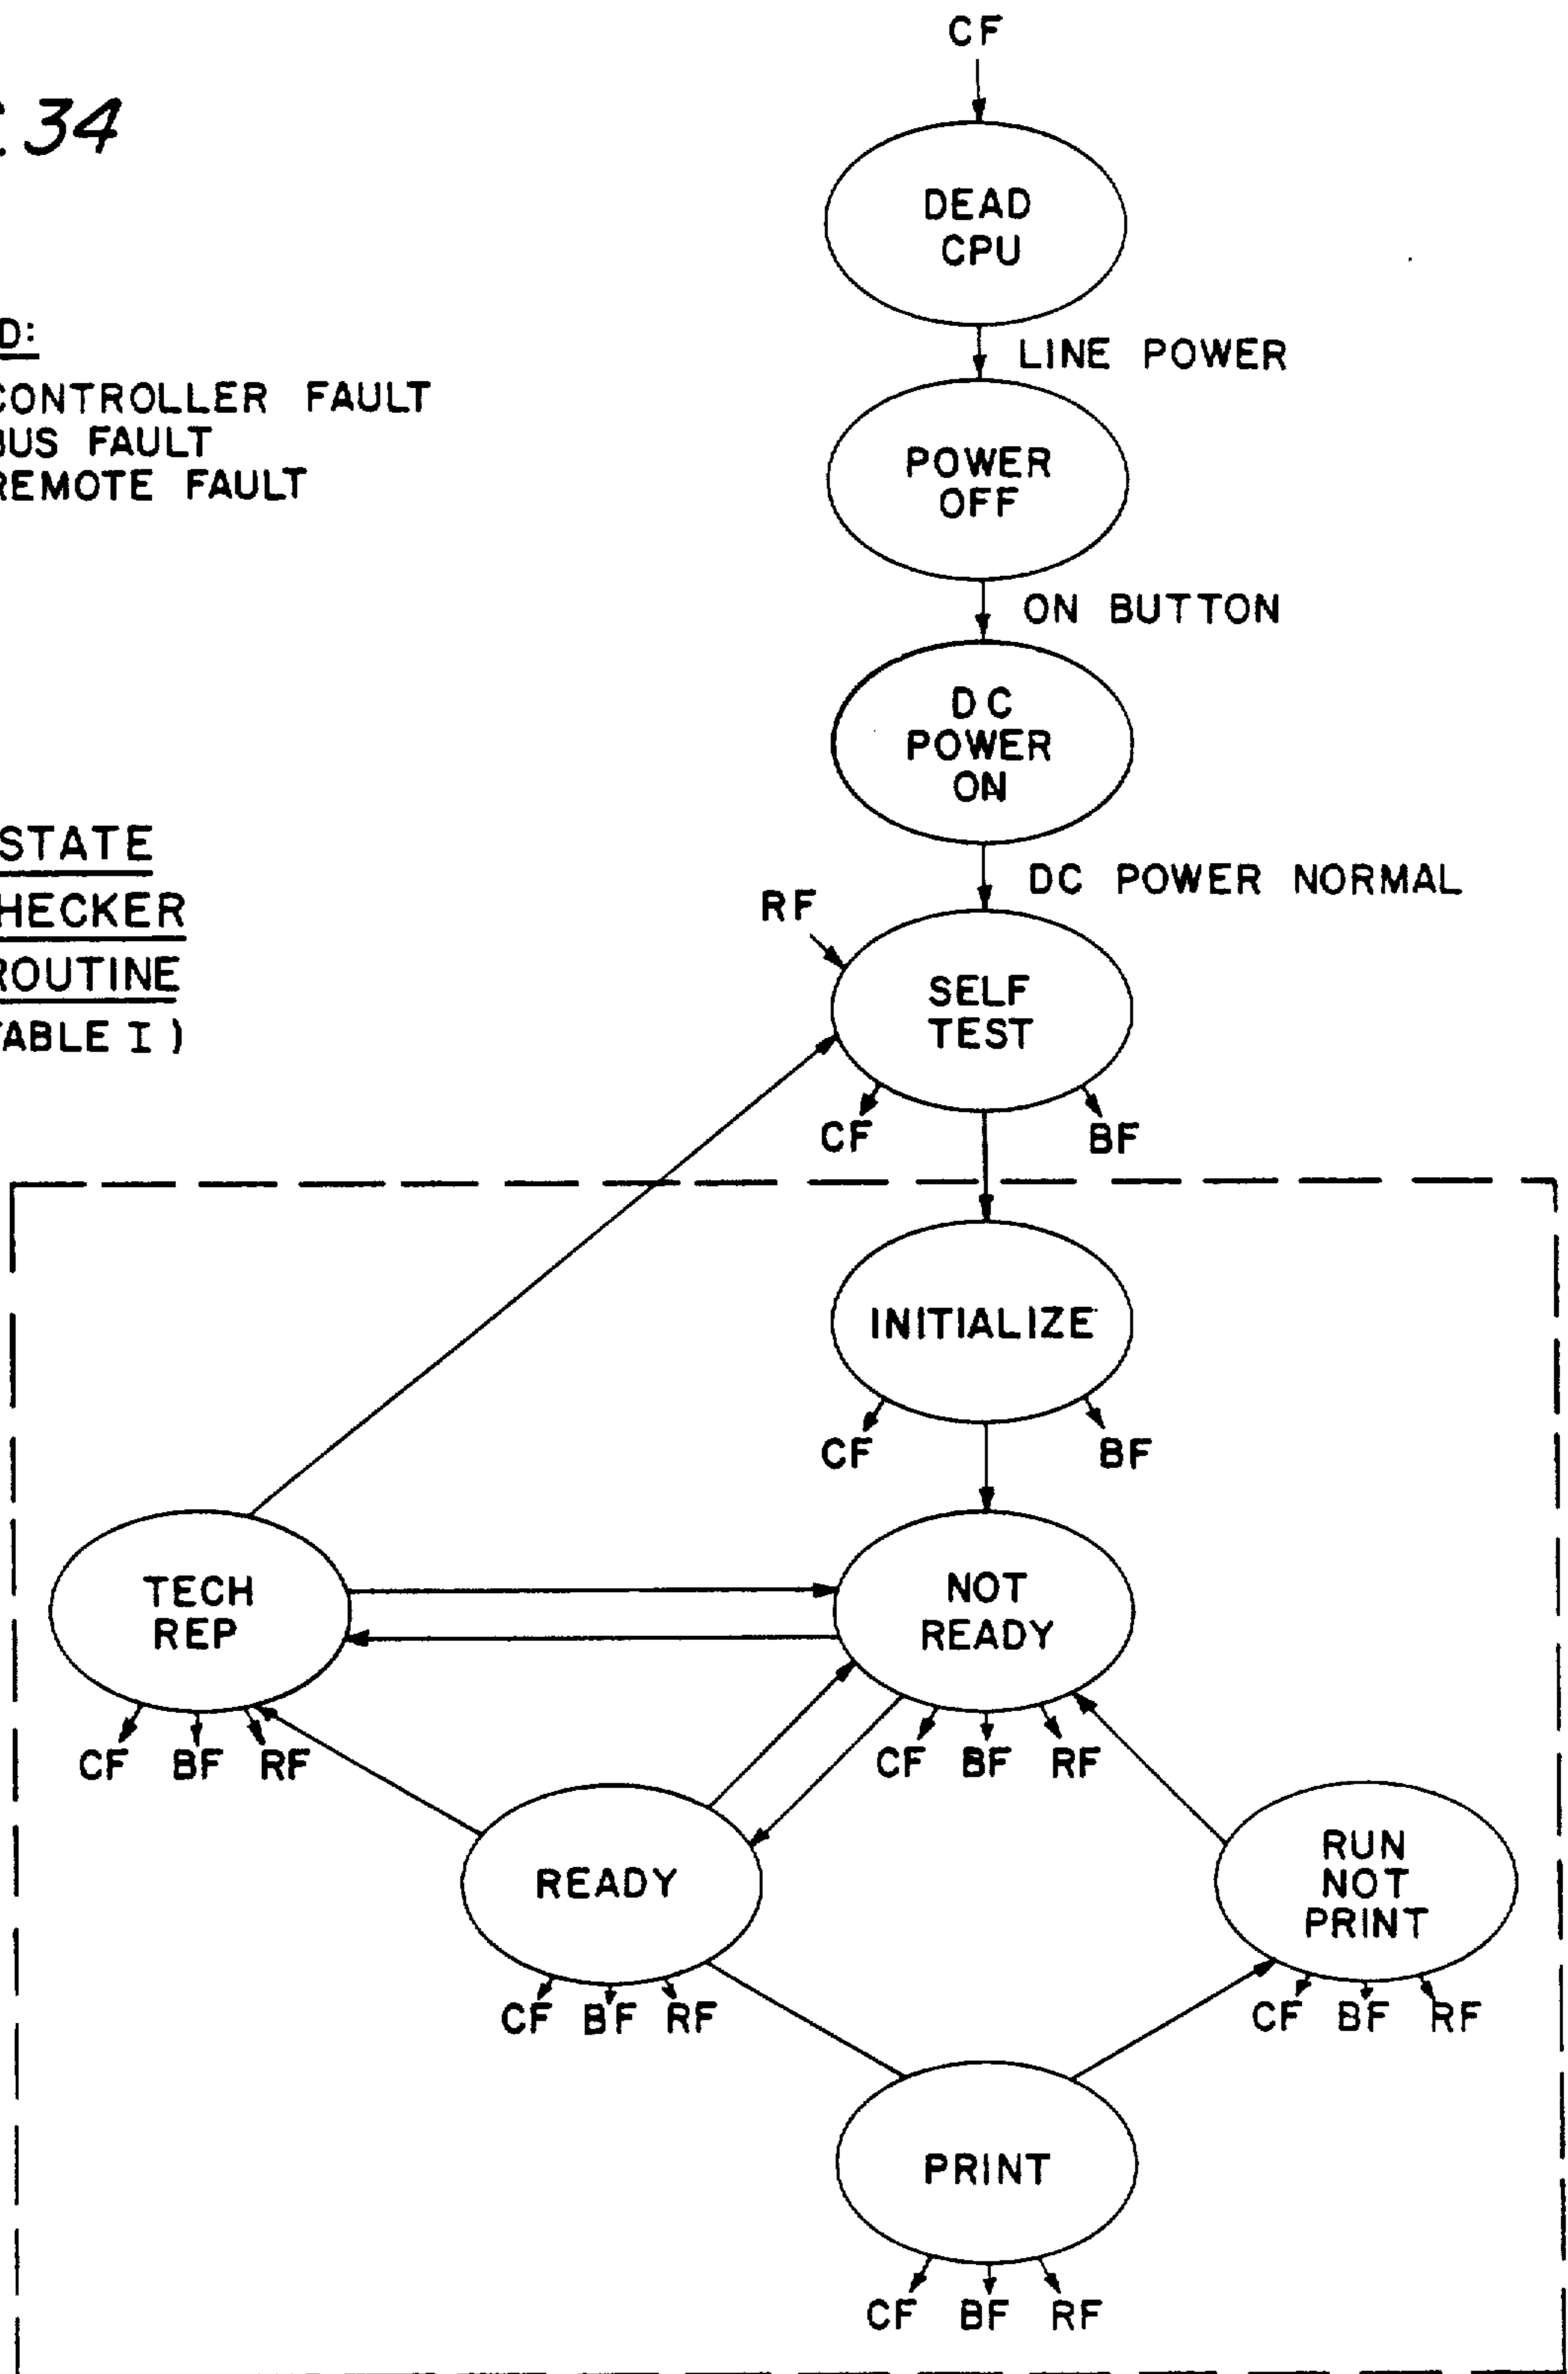 34
CF
DEAD
CPU
D:
CONTROLLER FAULT
BUS FAULT
REMOTE FAULT
LINE POWER
POWER
OFF
ON BUTTON
DC
POWER
ON
STATE
HECKER
ROUTINE
TABLE I )
DC POWER NORMAL
RF
SELF
TEST
CF BF
INITIALIZE
CF BF
TECH
REP
CF BF RF
NOT
READY
CF BF RF
READY
CF BF RF
RUN
NOT
PRINT
CF BF RF
PRINT
CF BF RF